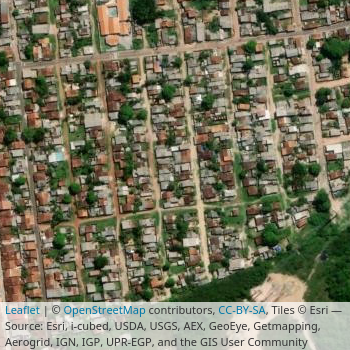 Leaflet | © OpenStreetMap contributors, CC-BY-SA, Tiles © Esri —
Source: Esri, i-cubed, USDA, USGS, AEX, GeoEye, Getmapping,
Aerogrid, IGN, IGP, UPR-EGP, and the GIS User Community